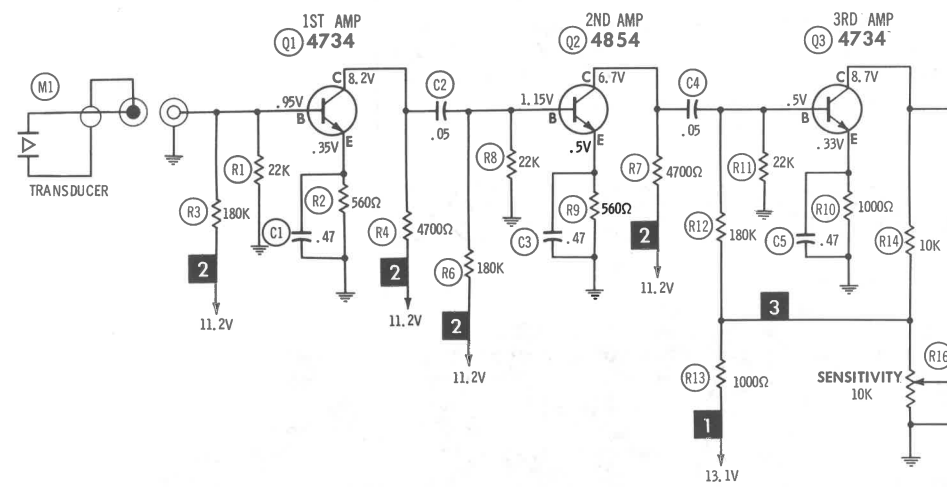 1ST AMP
Q1 4734
2ND AMP
Q2 4854
3RD AMP
Q3 4734
M1
TRANSDUCER
C 8.2V
.95V
B
E
.35V
R1
22K
R2
560Ω
R3
180K
C1
.47
R4
4700Ω
2
11.2V
2
11.2V
C2
.05
C 6.7V
1.15V
B
E
.5V
R8
22K
R9
560Ω
C3
.47
R6
180K
2
11.2V
R7
4700Ω
2
11.2V
C4
.05
C 8.7V
.5V
B
E
.33V
R11
22K
R10
1000Ω
R12
180K
C5
.47
R14
10K
3
R13
1000Ω
1
13.1V
SENSITIVITY
10K
R16